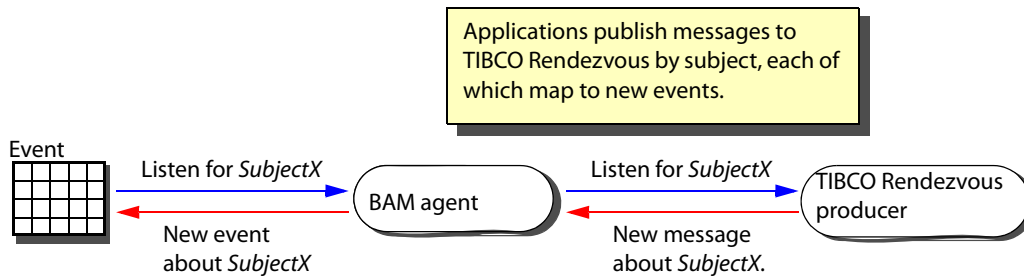 Applications publish messages to
TIBCO Rendezvous by subject, each of
which map to new events.
Event
Listen for SubjectX
Listen for SubjectX
BAM agent
TIBCO Rendezvous
producer
New event
about SubjectX
New message
about SubjectX.